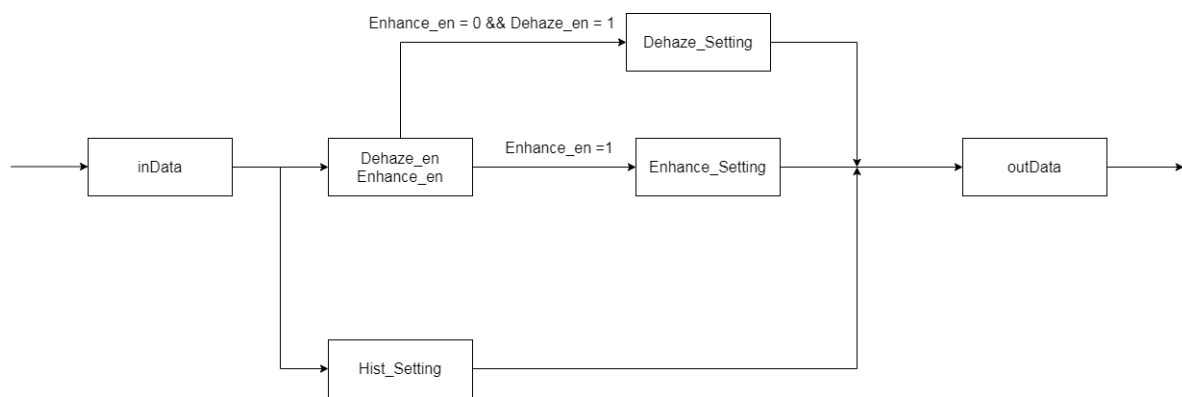 Enhance_en = 0 && Dehaze_en = 1
Dehaze_Setting
inData
Dehaze_en
Enhance_en
Enhance_en =1
Enhance_Setting
outData
Hist_Setting